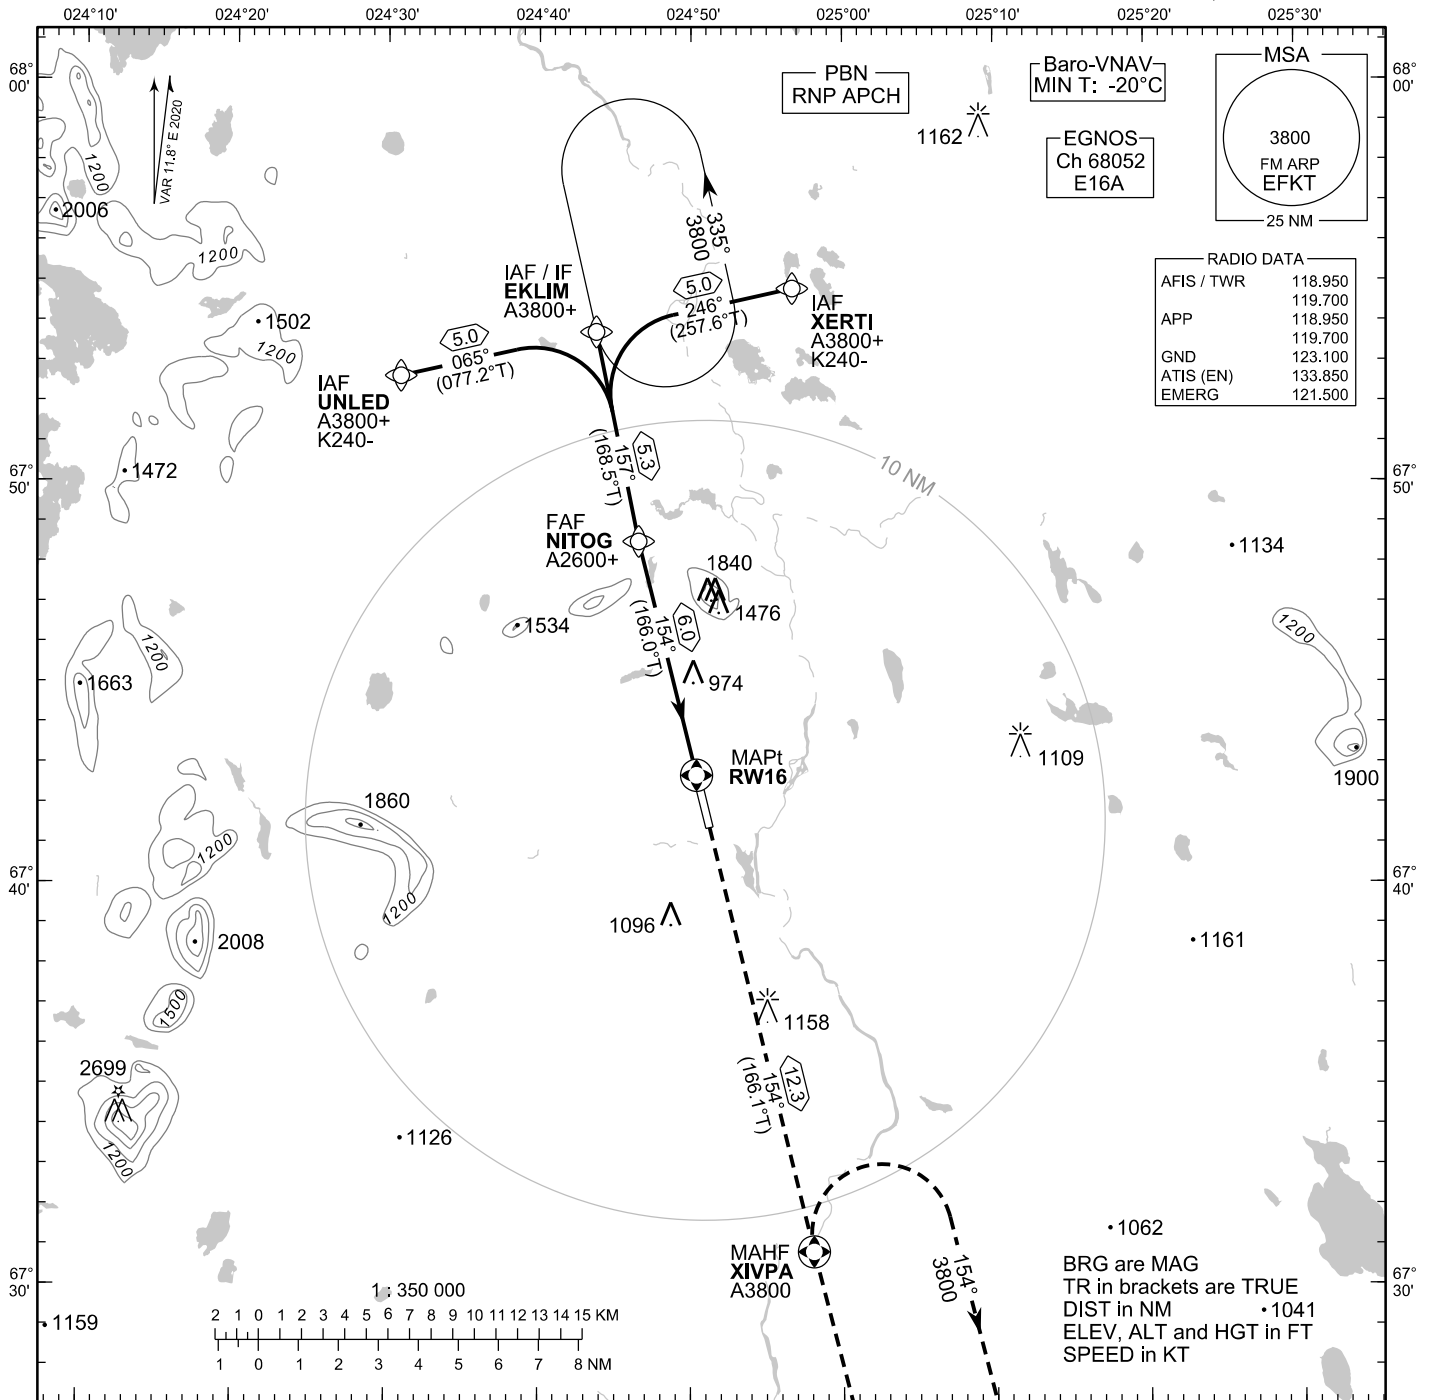 024°10'
024°20'
024°30'
024°40'
024°50'
025°00'
025°10'
025°20'
025°30'
68°
00'
68°
00'
VAR 11.8° E 2020
PBN
RNP APCH
Baro-VNAV
MIN T: -20°C
MSA
3800
FM ARP
EFKT
25 NM
EGNOS
Ch 68052
E16A
1162
1200
2006
1200
335°
3800
RADIO DATA
AFIS / TWR 118.950
119.700
APP 118.950
119.700
GND 123.100
ATIS (EN) 133.850
EMERG 121.500
IAF / IF
EKLIM
A3800+
5.0
246°
(257.6°T)
IAF
XERTI
A3800+
K240-
1502
1200
5.0
065°
(077.2°T)
IAF
UNLED
A3800+
K240-
67°
50'
67°
50'
1472
157°
(168.5°T)
5.3
10 NM
FAF
NITOG
A2600+
1134
1840
1476
1534
154°
(166.0°T)
6.0
974
1200
1663
1200
1900
1109
MAPt
RW16
1860
1200
1200
67°
40'
67°
40'
2008
1096
1161
1500
1158
2699
1200
154°
(166.1°T)
12.3
1126
1062
MAHF
XIVPA
A3800
154°
3800
67°
30'
67°
30'
BRG are MAG
TR in brackets are TRUE
DIST in NM
1041
ELEV, ALT and HGT in FT
SPEED in KT
1159
1 : 350 000
2 1 0 1 2 3 4 5 6 7 8 9 10 11 12 13 14 15 KM
1 0 1 2 3 4 5 6 7 8 NM